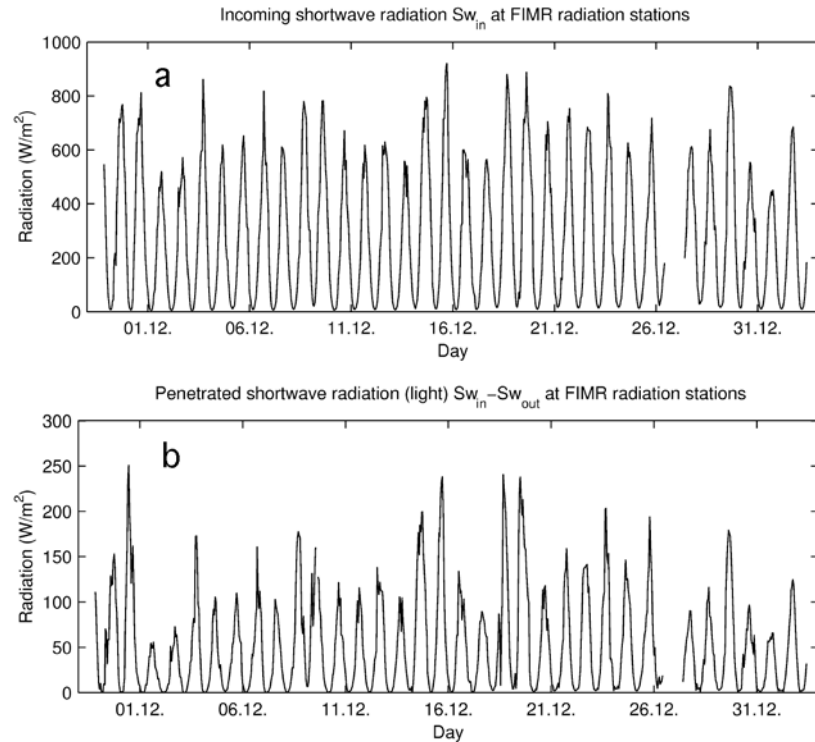 Incoming shortwave radiation Sw_in at FIMR radiation stations
1000
a
800
600
400
200
0
Radiation (W/m²)
01.12. 06.12. 11.12. 16.12. 21.12. 26.12. 31.12.
Day
Penetrated shortwave radiation (light) Sw_in−Sw_out at FIMR radiation stations
300
b
250
200
150
100
50
0
Radiation (W/m²)
01.12. 06.12. 11.12. 16.12. 21.12. 26.12. 31.12.
Day